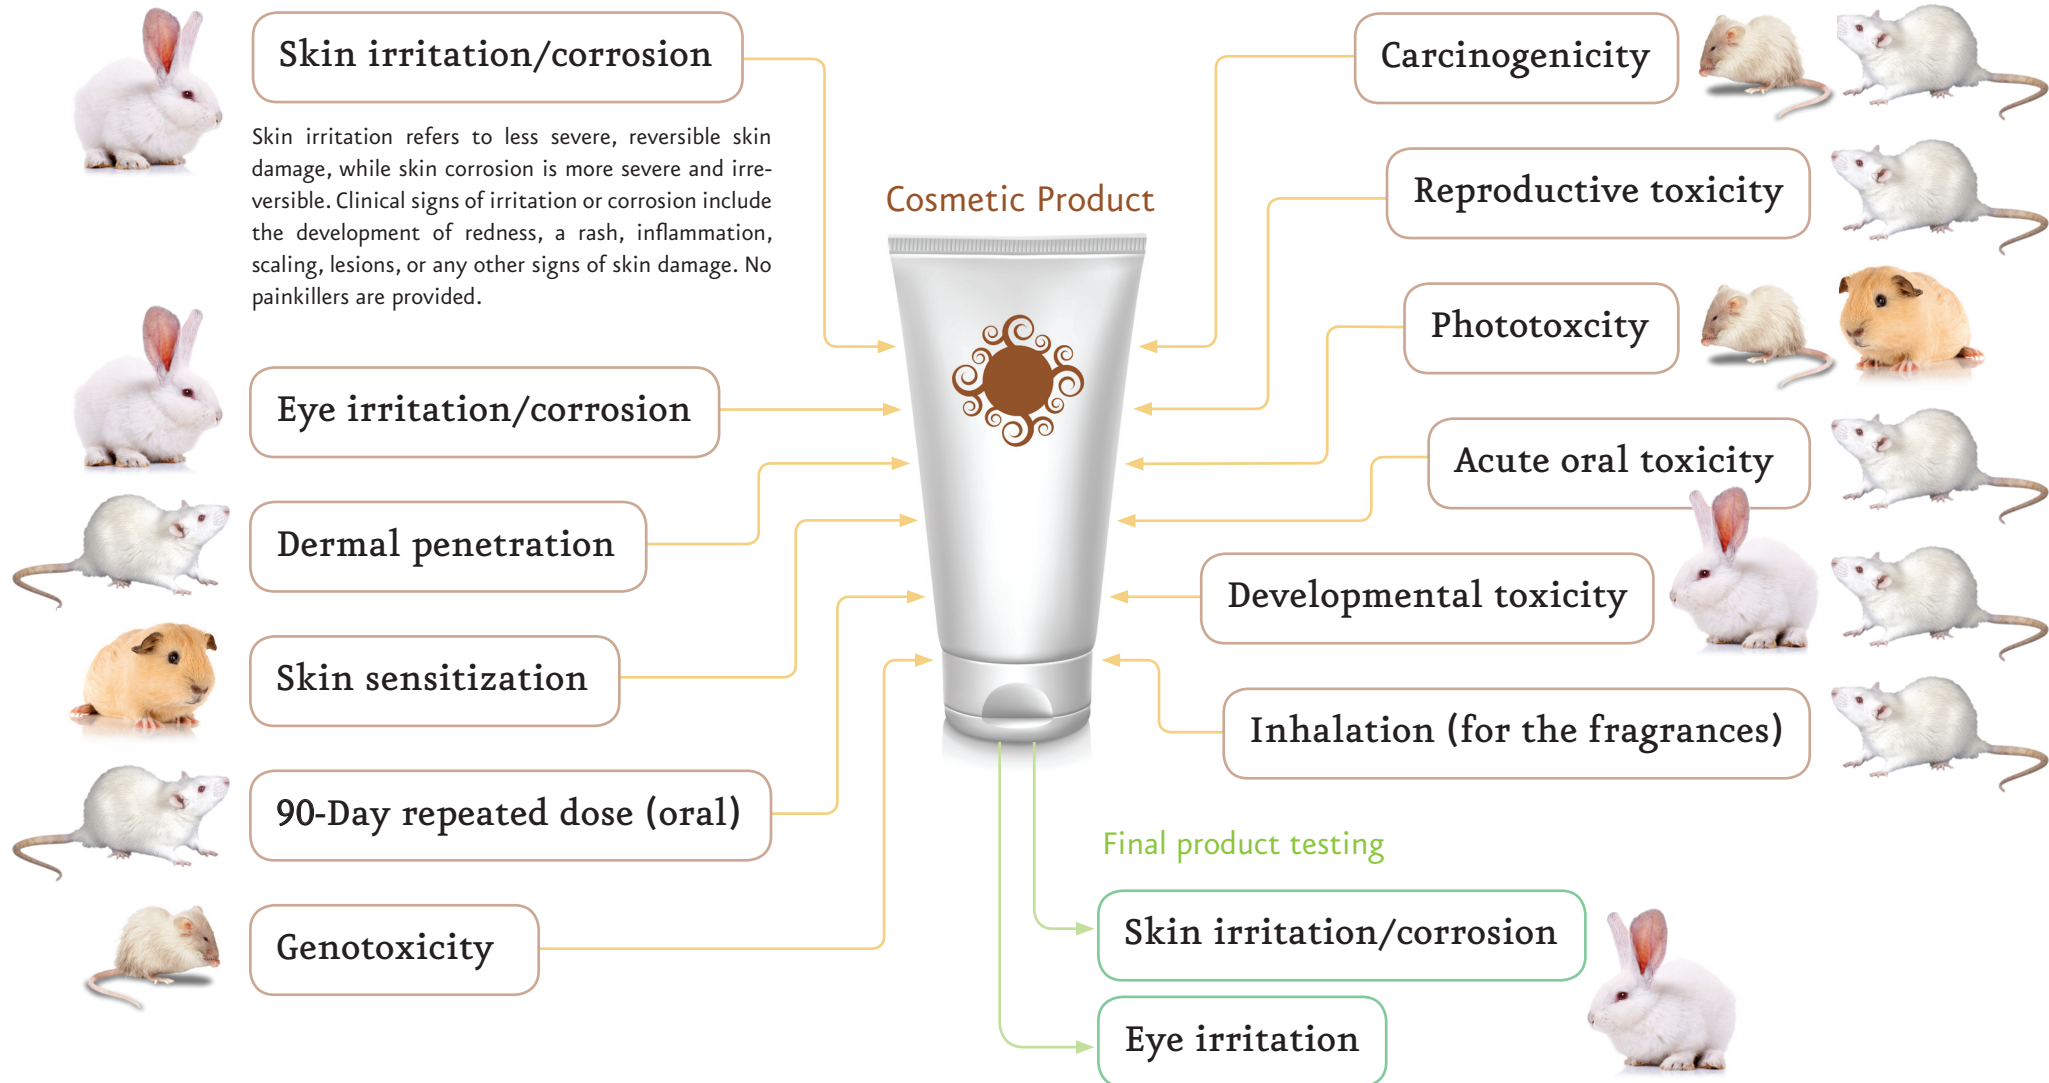 Skin irritation/corrosion
Skin irritation refers to less severe, reversible skin
damage, while skin corrosion is more severe and irre-
versible. Clinical signs of irritation or corrosion include
the development of redness, a rash, inflammation,
scaling, lesions, or any other signs of skin damage. No
painkillers are provided.
Eye irritation/corrosion
Dermal penetration
Skin sensitization
90-Day repeated dose (oral)
Genotoxicity
Cosmetic Product
Carcinogenicity
Reproductive toxicity
Phototoxcity
Acute oral toxicity
Developmental toxicity
Inhalation (for the fragrances)
Final product testing
Skin irritation/corrosion
Eye irritation